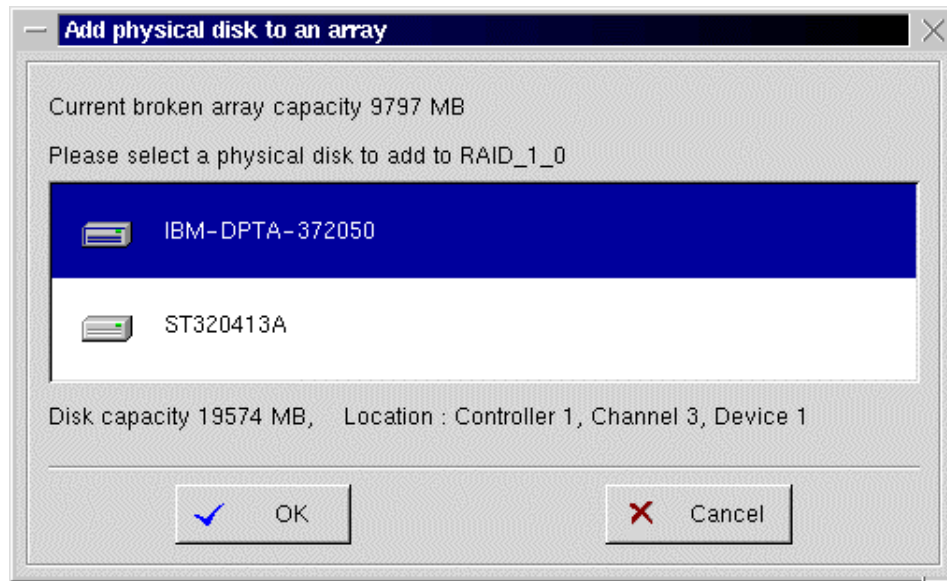 Add physical disk to an array
Current broken array capacity 9797 MB
Please select a physical disk to add to RAID_1_0
IBM-DPTA-372050
ST320413A
Disk capacity 19574 MB,    Location : Controller 1, Channel 3, Device 1
OK
Cancel